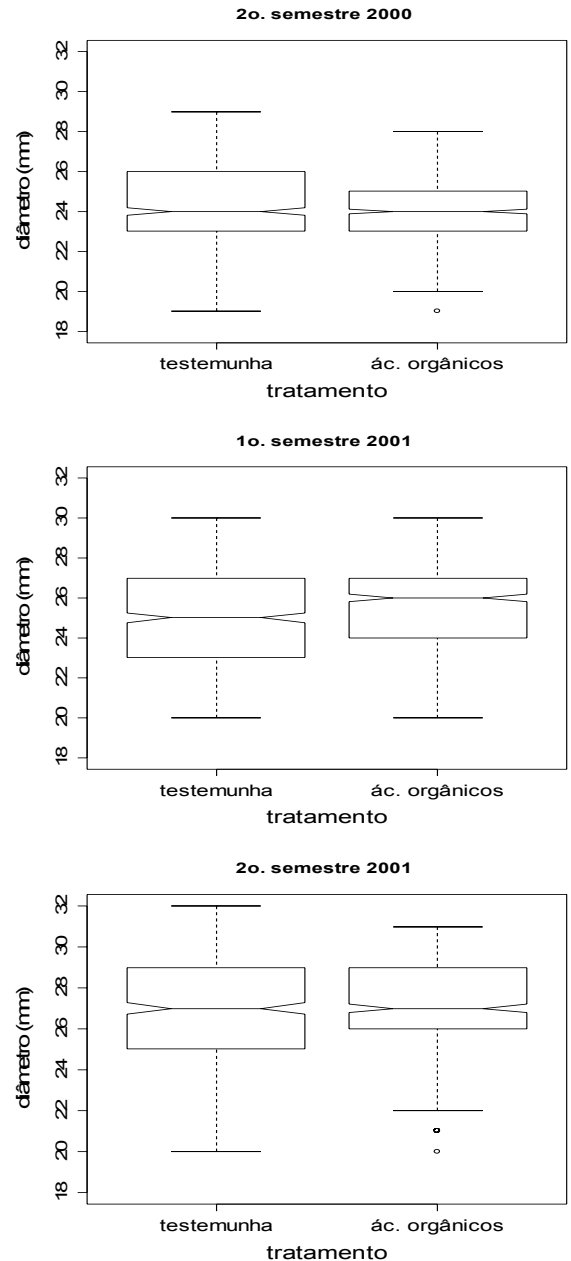 2o. semestre 2000
diâmetro (mm)
32
30
28
26
24
22
20
18
testemunha ác. orgânicos
tratamento
1o. semestre 2001
diâmetro (mm)
32
30
28
26
24
22
20
18
testemunha ác. orgânicos
tratamento
2o. semestre 2001
diâmetro (mm)
32
30
28
26
24
22
20
18
testemunha ác. orgânicos
tratamento